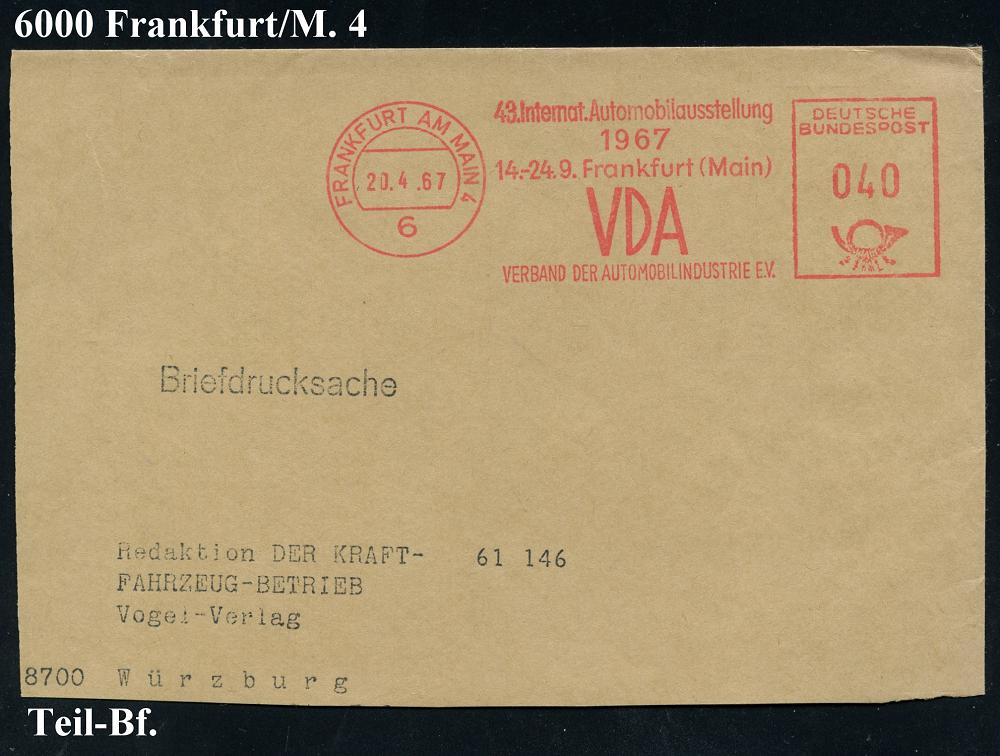 6000 Frankfurt/M. 4
FRANKFURT AM MAIN 4
20.4.67
6
43.Internat.Automobilausstellung
1967
14.-24.9. Frankfurt (Main)
VDA
VERBAND DER AUTOMOBILINDUSTRIE E.V.
DEUTSCHE
BUNDESPOST
040
Briefdrucksache
Redaktion DER KRAFT- 61 146
FAHRZEUG-BETRIEB
Vogel-Verlag
8700 Würzburg
Teil-Bf.